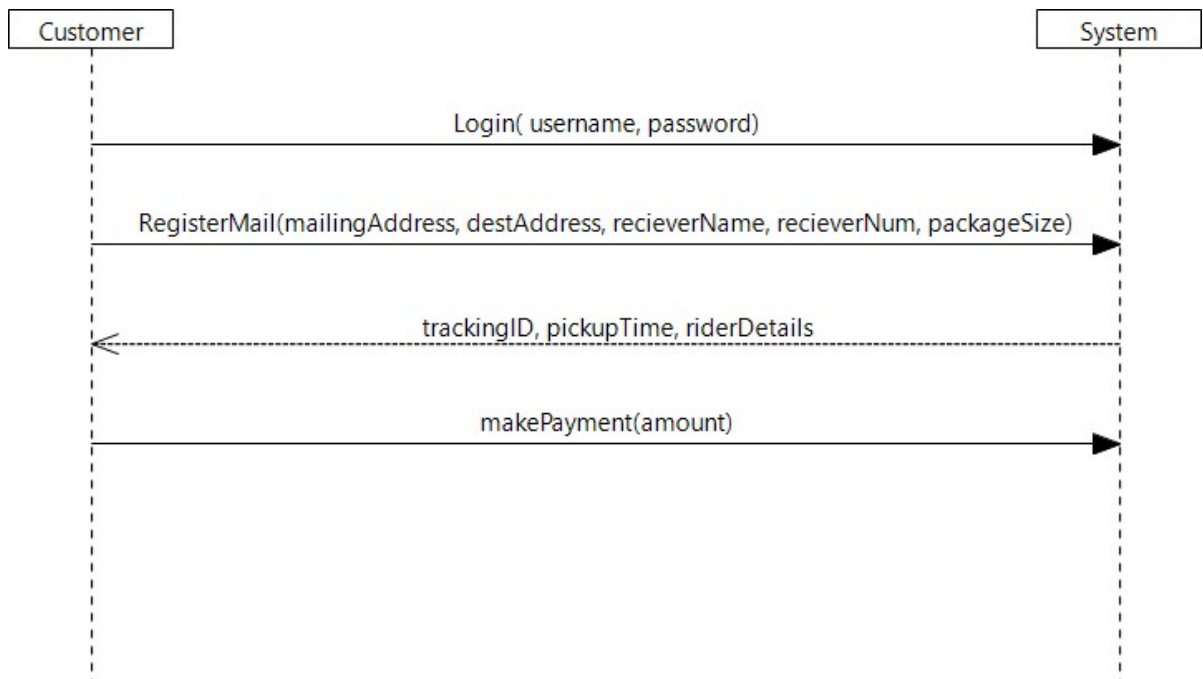 Customer
System
Login( username, password)
RegisterMail(mailingAddress, destAddress, recieverName, recieverNum, packageSize)
trackingID, pickupTime, riderDetails
makePayment(amount)